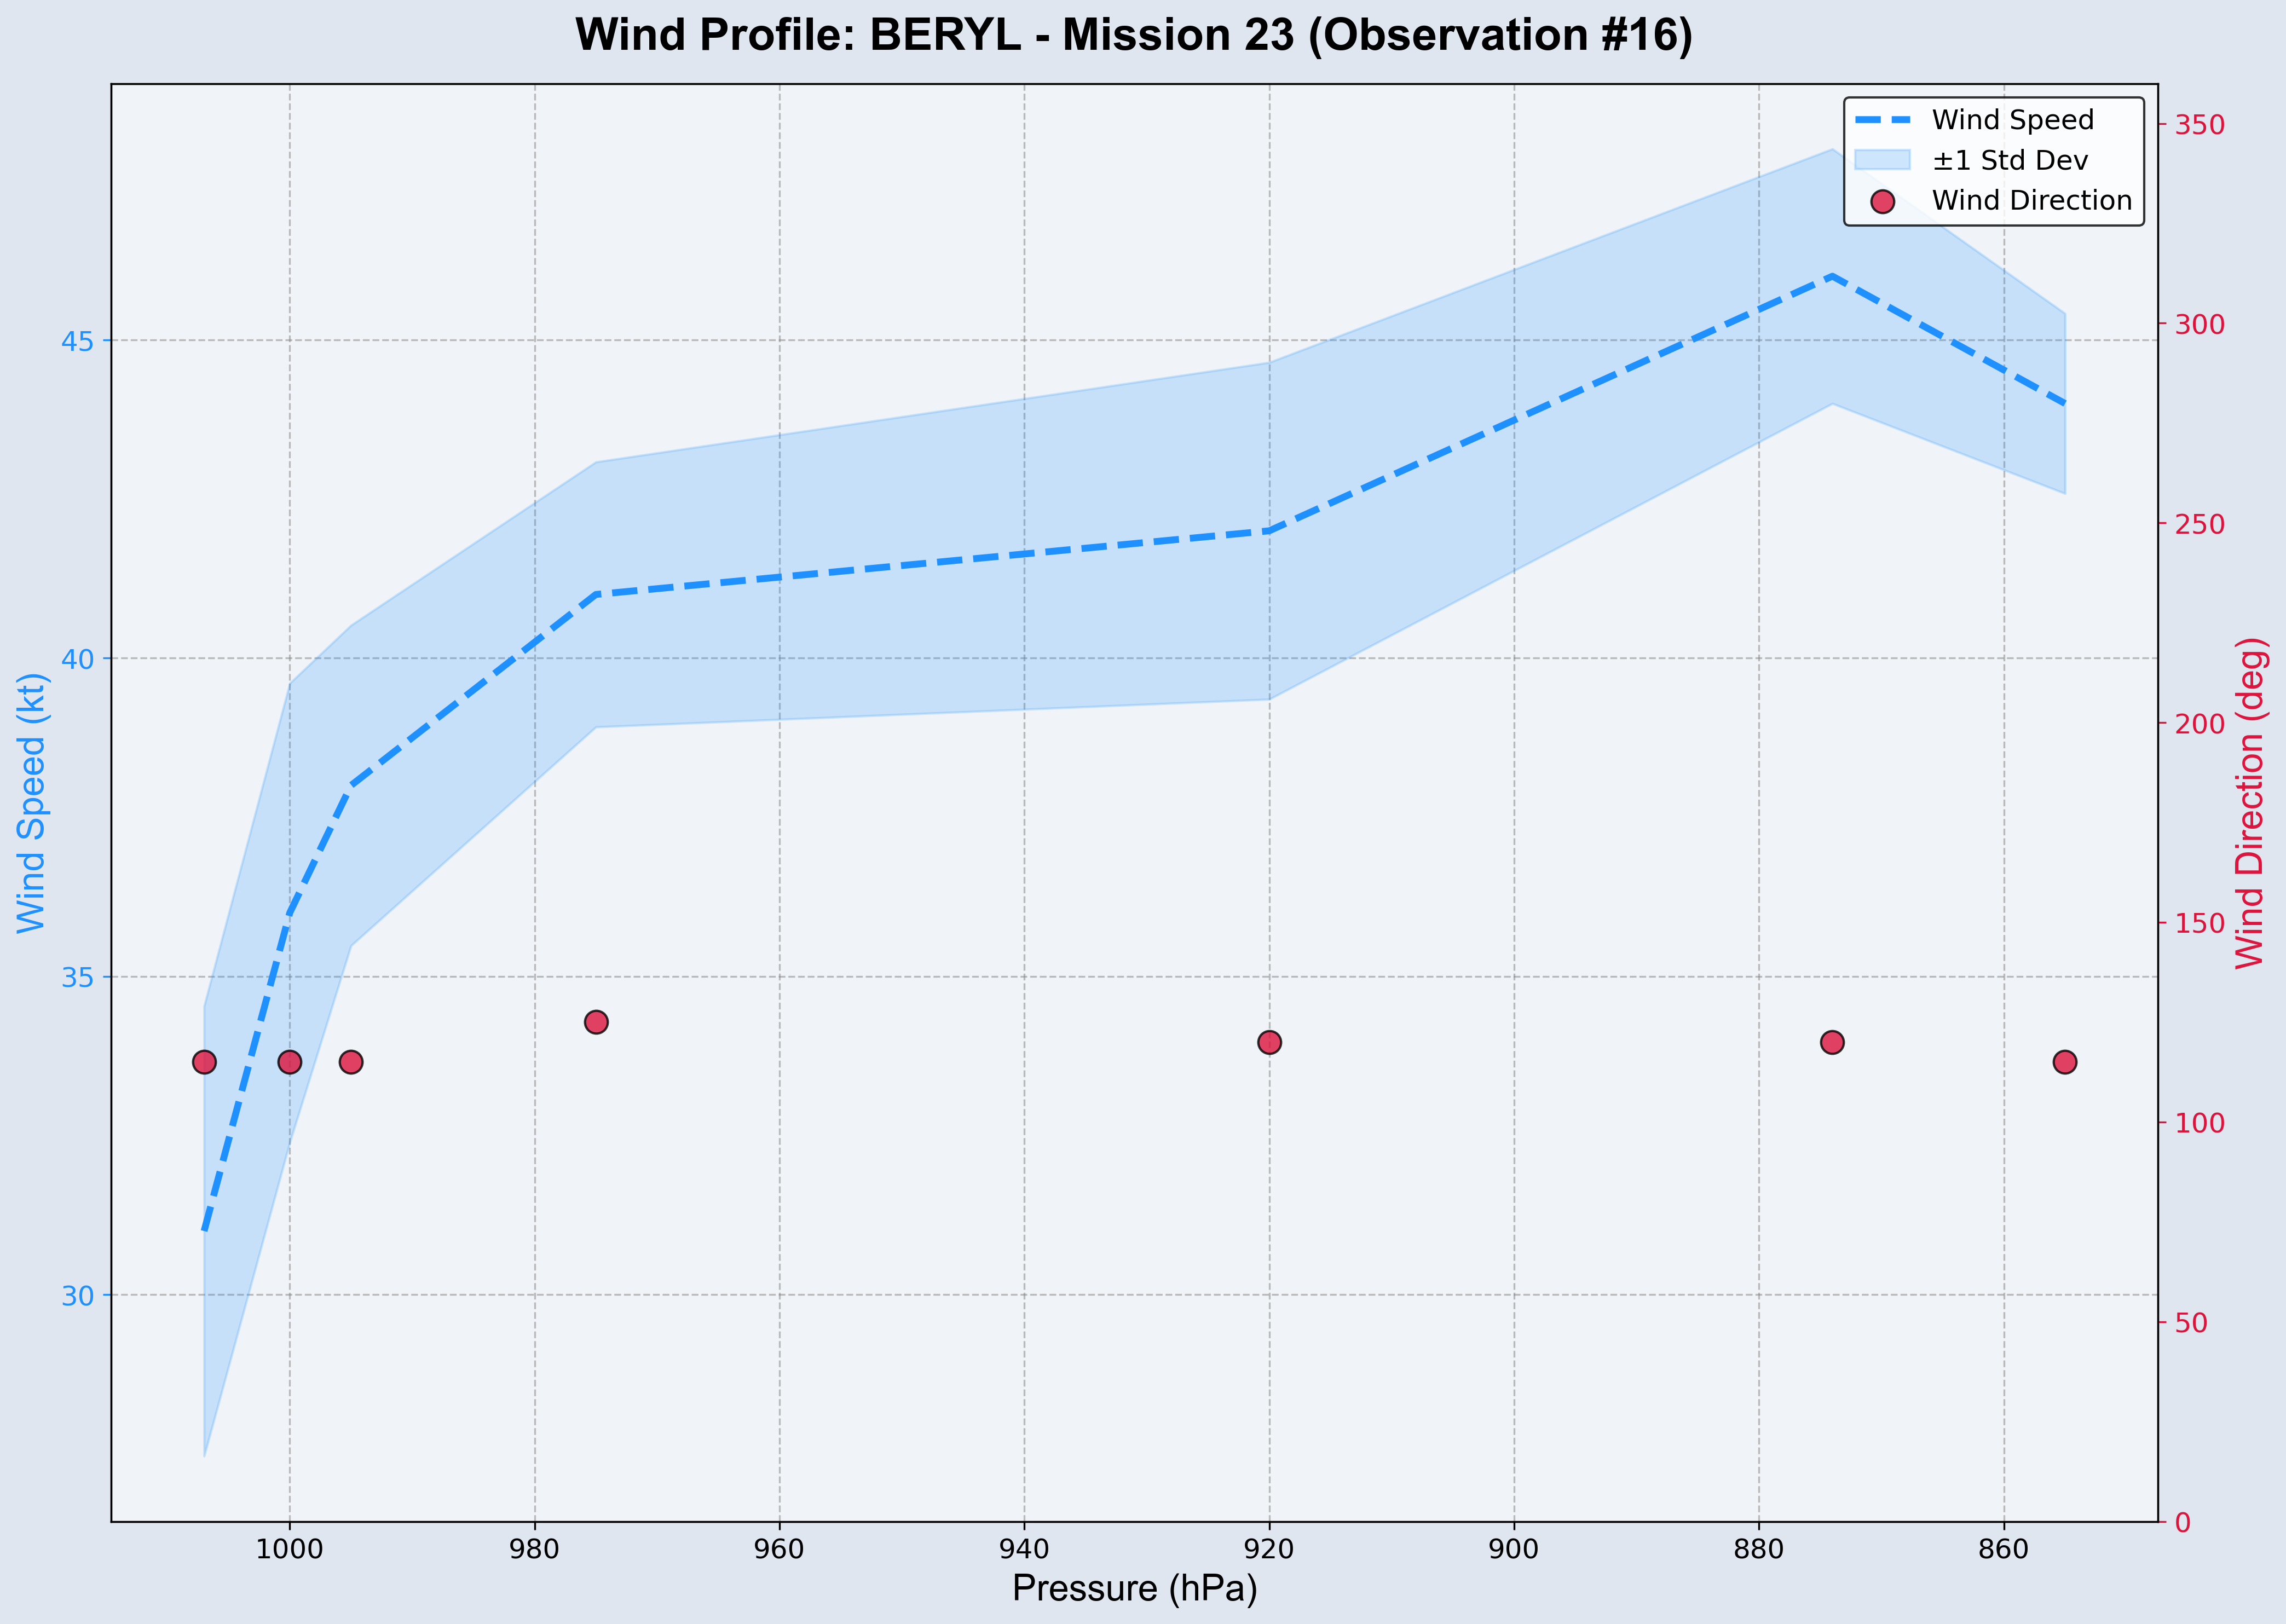 Wind Profile: BERYL - Mission 23 (Observation #16)
Wind Speed
±1 Std Dev
Wind Direction
45
40
35
30
Wind Speed (kt)
350
300
250
200
150
100
50
0
Wind Direction (deg)
1000 980 960 940 920 900 880 860
Pressure (hPa)